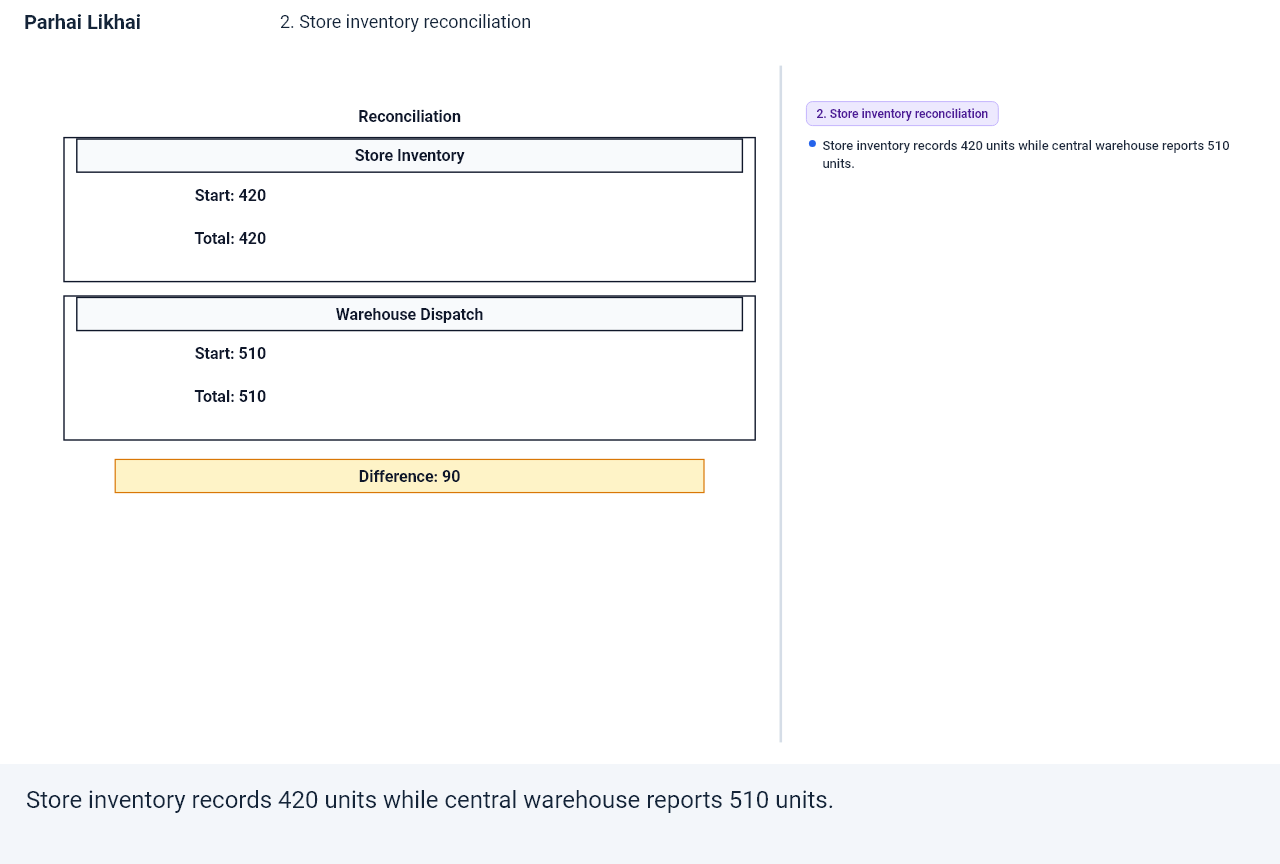 Parhai Likhai
2. Store inventory reconciliation
Reconciliation
Store Inventory
Start: 420
Total: 420
Warehouse Dispatch
Start: 510
Total: 510
Difference: 90
2. Store inventory reconciliation
Store inventory records 420 units while central warehouse reports 510
units.
Store inventory records 420 units while central warehouse reports 510 units.